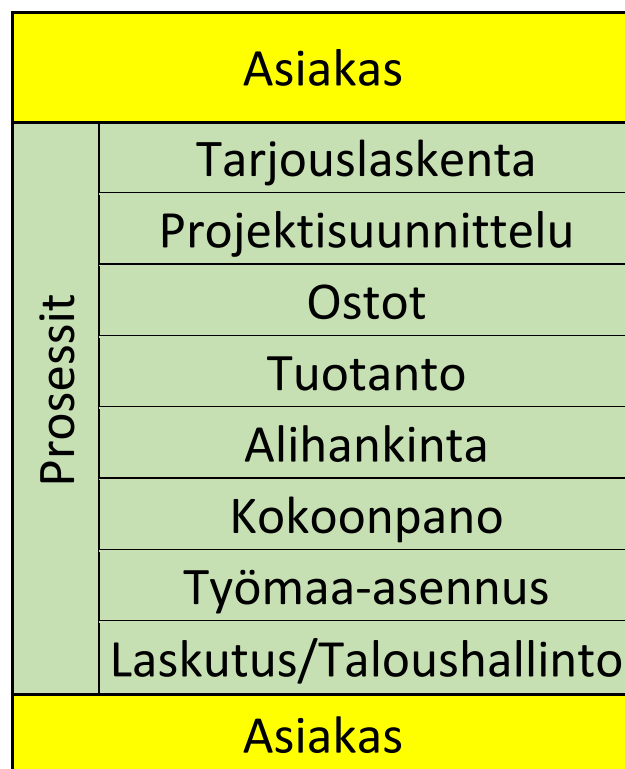 Asiakas
Prosessit
Tarjouslaskenta
Projektisuunnittelu
Ostot
Tuotanto
Alihankinta
Kokoonpano
Työmaa-asennus
Laskutus/Taloushallinto
Asiakas